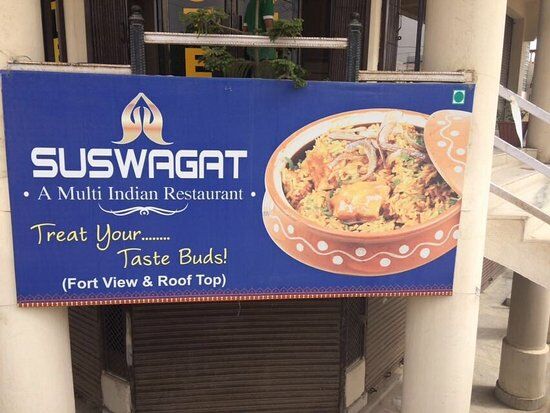 SUSWAGAT
• A Multi Indian Restaurant •
Treat Your........
Taste Buds!
(Fort View & Roof Top)